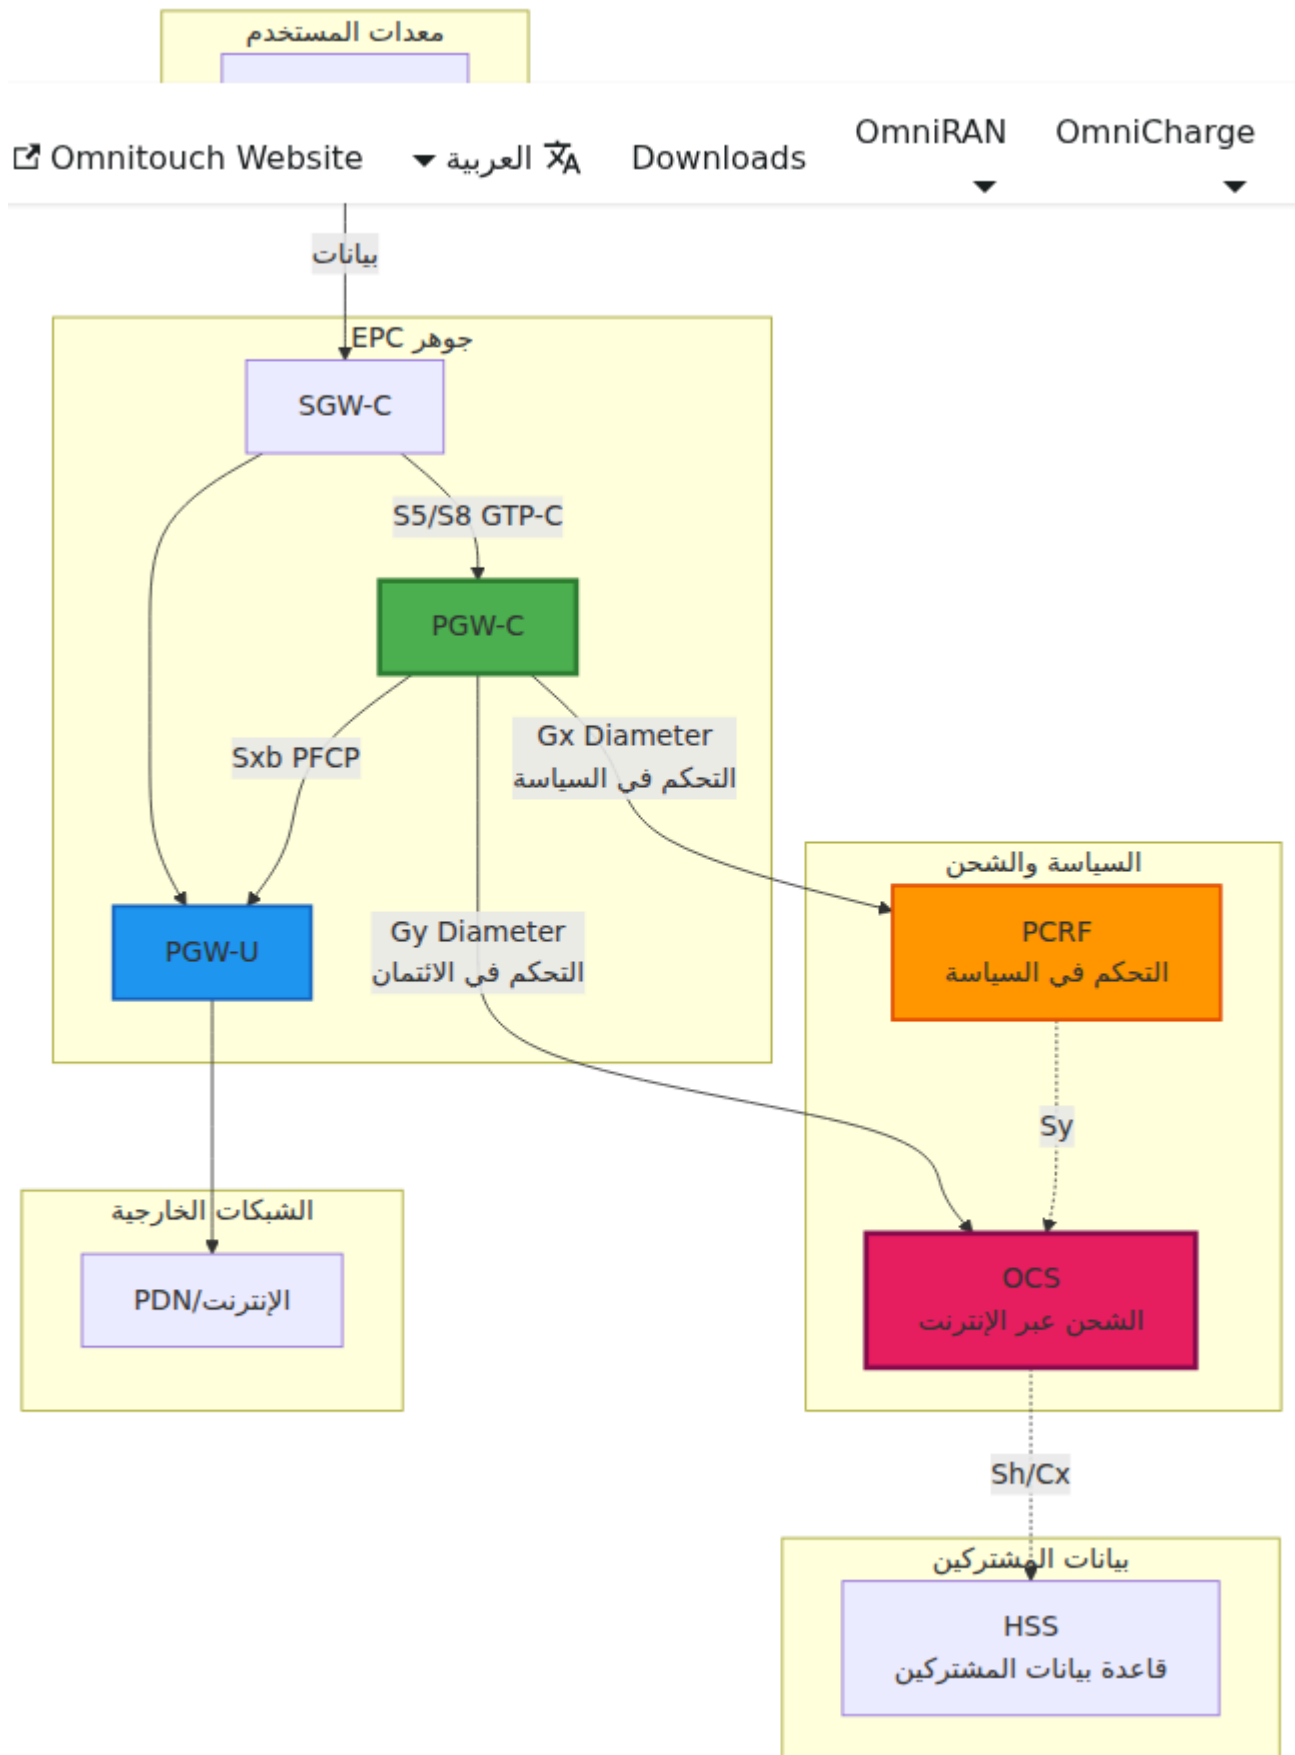 معدات المستخدم
Omnitouch Website
العربية
Downloads
OmniRAN
OmniCharge
بيانات
جوهر EPC
SGW-C
S5/S8 GTP-C
PGW-C
Sxb PFCP
Gx Diameter
التحكم في السياسة
السياسة والشحن
PCRF
التحكم في السياسة
PGW-U
Gy Diameter
التحكم في الائتمان
Sy
الشبكات الخارجية
PDN/الإنترنت
OCS
الشحن عبر الإنترنت
Sh/Cx
بيانات المشتركين
HSS
قاعدة بيانات المشتركين